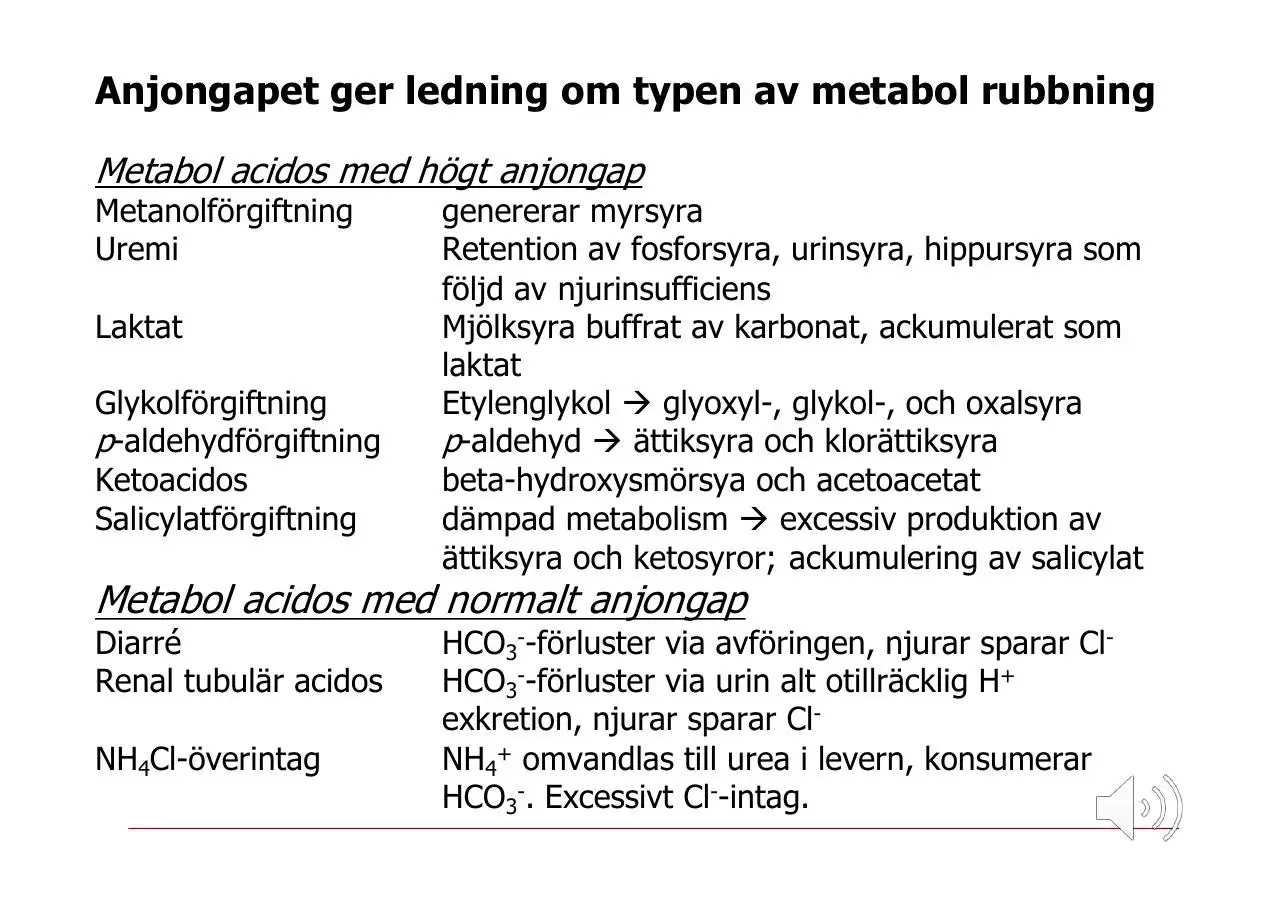 Anjongapet ger ledning om typen av metabol rubbning
Metabol acidos med högt anjongap
Metanolförgiftning genererar myrsyra
Uremi Retention av fosforsyra, urinsyra, hippursyra som
följd av njurinsufficiens
Laktat Mjölksyra buffrat av karbonat, ackumulerat som
laktat
Glykolförgiftning Etylenglykol → glyoxyl-, glykol-, och oxalsyra
p-aldehydförgiftning p-aldehyd → ättiksyra och klorättiksyra
Ketoacidos beta-hydroxysmörsya och acetoacetat
Salicylatförgiftning dämpad metabolism → excessiv produktion av
ättiksyra och ketosyror; ackumulering av salicylat
Metabol acidos med normalt anjongap
Diarré HCO₃⁻-förluster via avföringen, njurar sparar Cl⁻
Renal tubulär acidos HCO₃⁻-förluster via urin alt otillräcklig H⁺
exkretion, njurar sparar Cl⁻
NH₄Cl-överintag NH₄⁺ omvandlas till urea i levern, konsumerar
HCO₃⁻. Excessivt Cl⁻-intag.